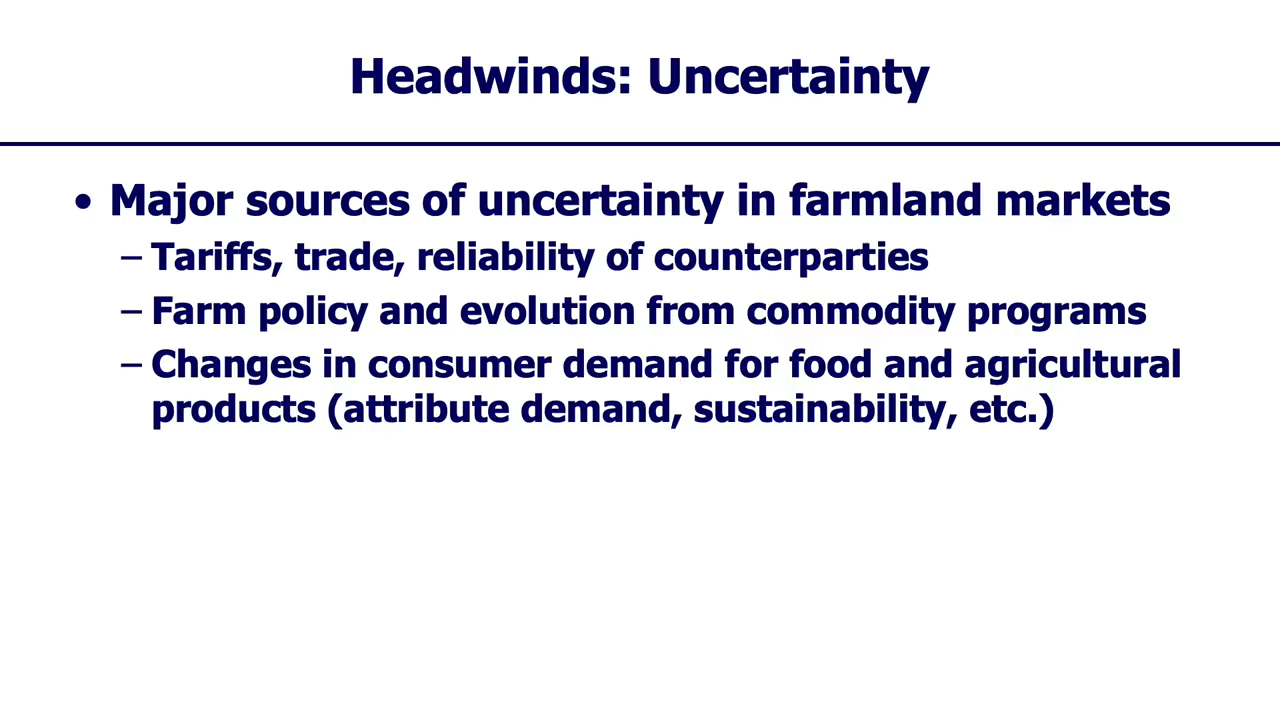 Headwinds: Uncertainty
• Major sources of uncertainty in farmland markets
– Tariffs, trade, reliability of counterparties
– Farm policy and evolution from commodity programs
– Changes in consumer demand for food and agricultural
products (attribute demand, sustainability, etc.)